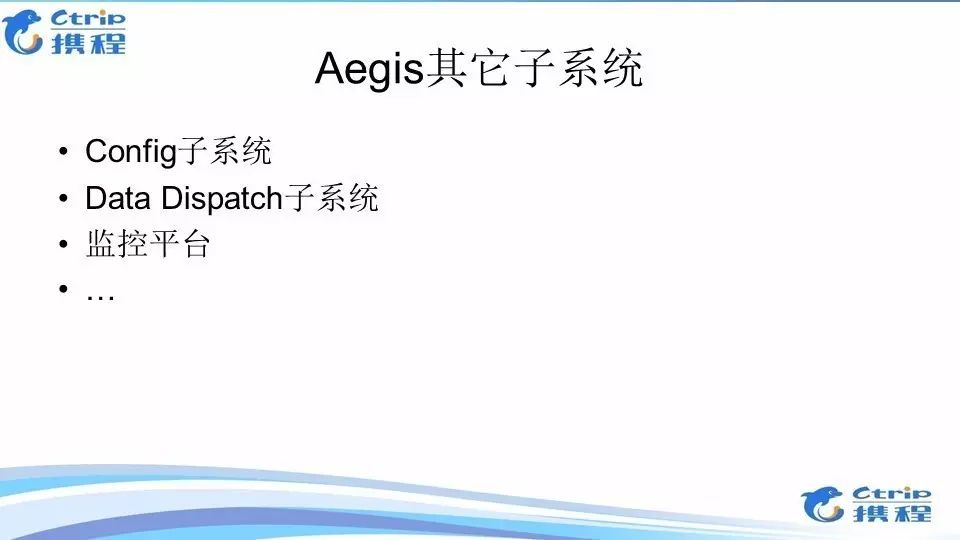 Ctrip
携程
Aegis其它子系统
• Config子系统
• Data Dispatch子系统
• 监控平台
• …
Ctrip
携程